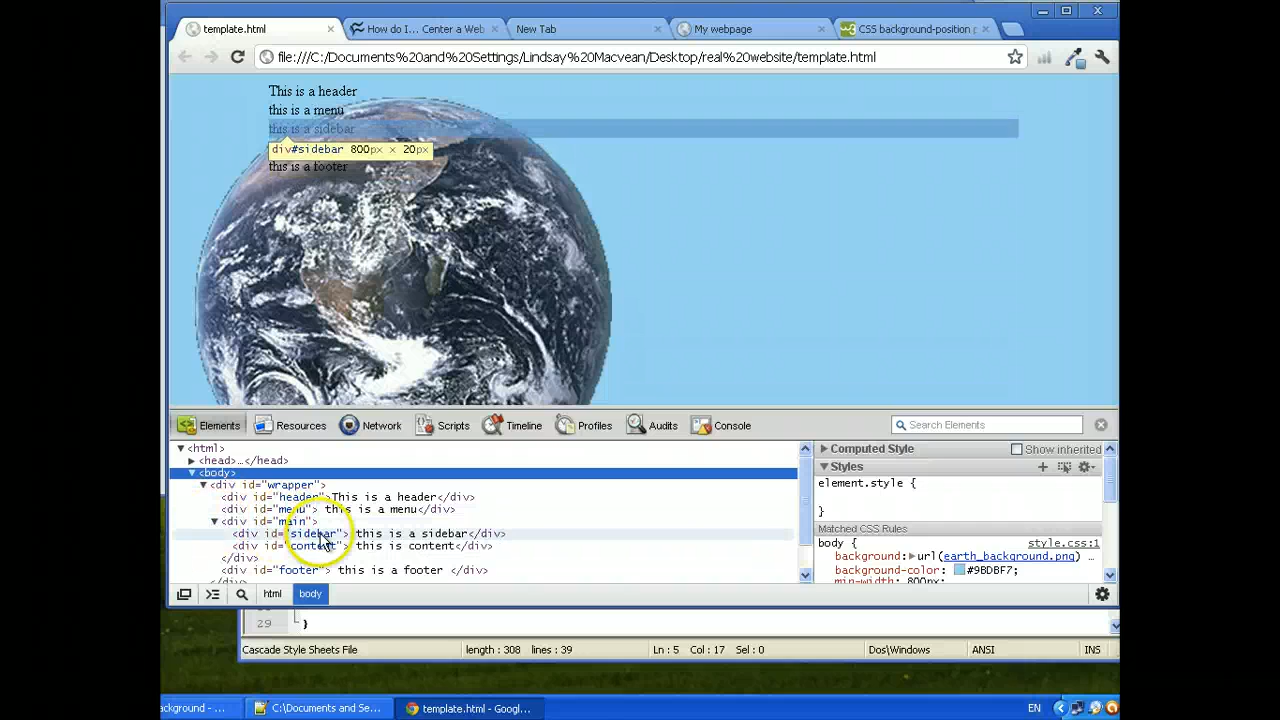 template.html
How do I... Center a Web
New Tab
My webpage
CSS background-position
file:///C:/Documents%20and%20Settings/Lindsay%20Macvean/Desktop/real%20website/template.html
This is a header
this is a menu
this is a sidebar
div#sidebar 800px × 20px
this is a footer
Elements
Resources
Network
Scripts
Timeline
Profiles
Audits
Console
Search Elements
<html>
<head>…</head>
<body>
<div id="wrapper">
<div id="header">This is a header</div>
<div id="menu"> this is a menu</div>
<div id="main">
<div id="sidebar"> this is a sidebar</div>
<div id="content"> this is content</div>
</div>
<div id="footer"> this is a footer </div>
</div>
Computed Style
Show inherited
Styles
element.style {
}
Matched CSS Rules
body {
style.css:1
background: url(earth_background.png) …
background-color: #9BDBF7;
min-width: 800px
html
body
29
}
Cascade Style Sheets File
length : 308
lines : 39
Ln : 5
Col : 17
Sel : 0
Dos\Windows
ANSI
INS
ackground - ...
C:\Documents and Se...
template.html - Googl...
EN